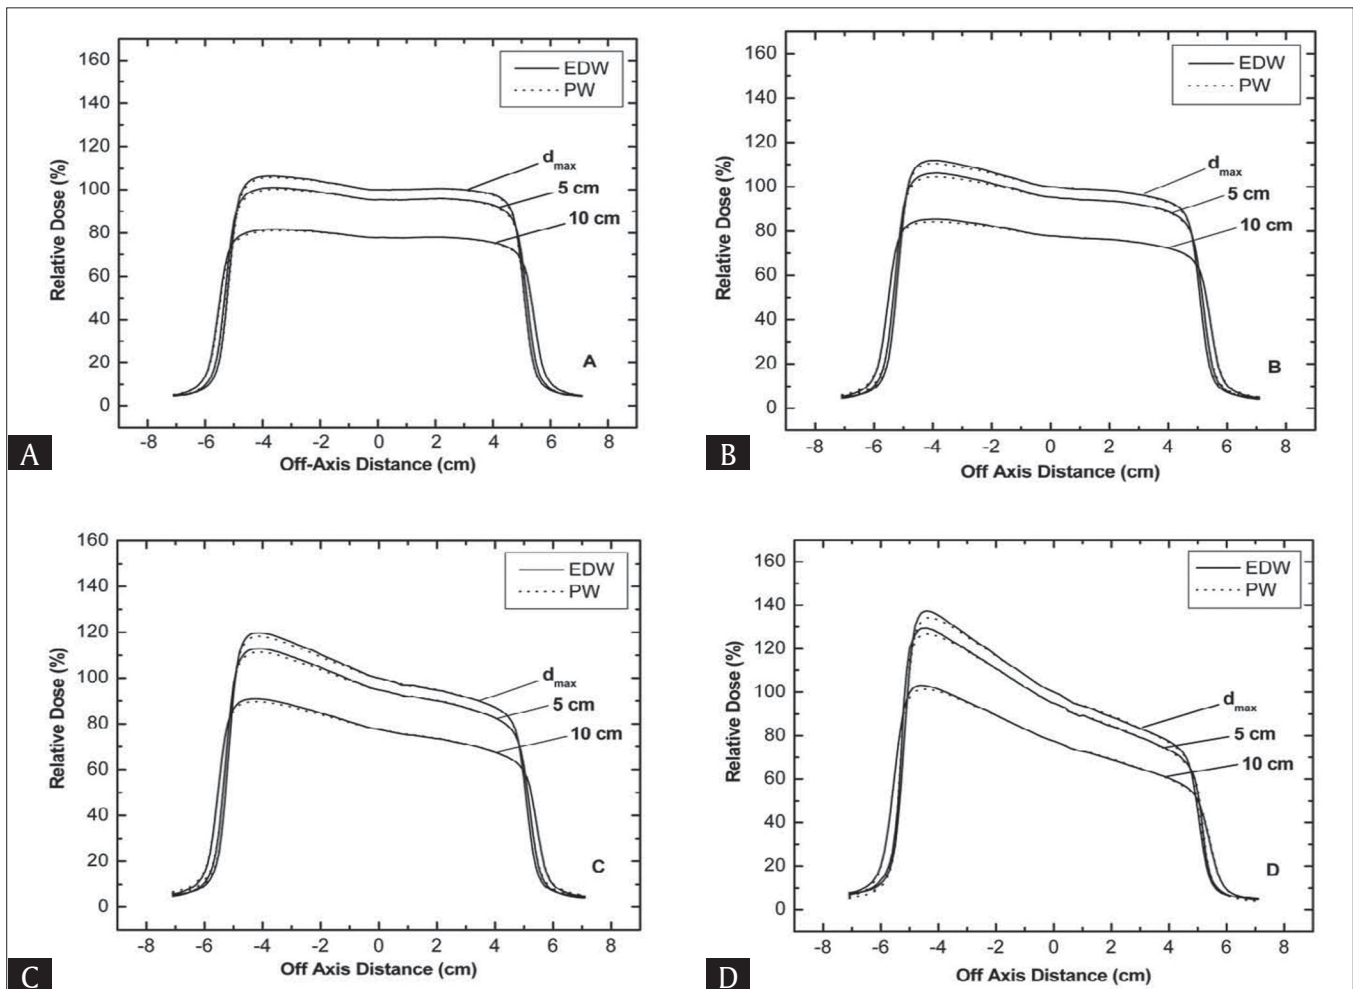 160
140
120
100
80
60
40
20
0
Relative Dose (%)
EDW
PW
dmax
5 cm
10 cm
A
-8 -6 -4 -2 0 2 4 6 8
Off-Axis Distance (cm)
A
160
140
120
100
80
60
40
20
0
Relative Dose (%)
EDW
PW
dmax
5 cm
10 cm
B
-8 -6 -4 -2 0 2 4 6 8
Off Axis Distance (cm)
B
160
140
120
100
80
60
40
20
0
Relative Dose (%)
EDW
PW
dmax
5 cm
10 cm
C
-8 -6 -4 -2 0 2 4 6 8
Off Axis Distance (cm)
C
160
140
120
100
80
60
40
20
0
Relative Dose (%)
EDW
PW
dmax
5 cm
10 cm
D
-8 -6 -4 -2 0 2 4 6 8
Off Axis Distance (cm)
D